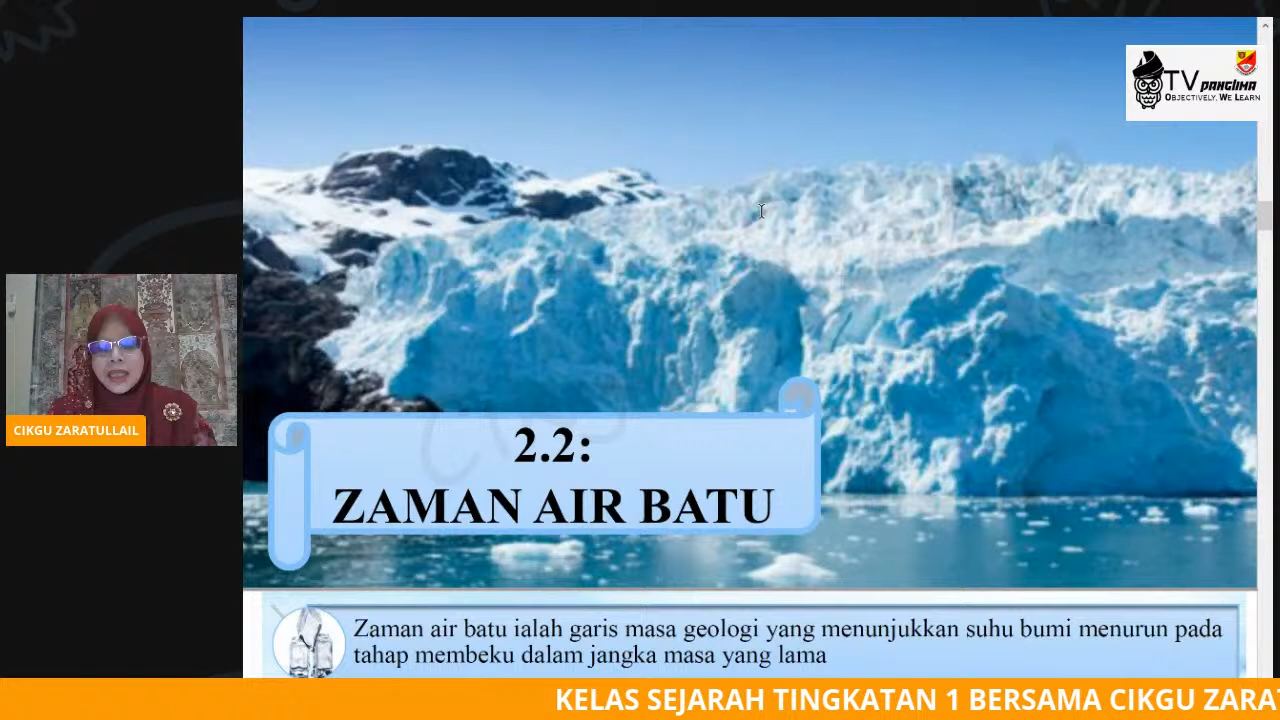 TV PANGLIMA
OBJECTIVELY, WE LEARN
CIKGU ZARATULLAIL
2.2:
ZAMAN AIR BATU
Zaman air batu ialah garis masa geologi yang menunjukkan suhu bumi menurun pada
tahap membeku dalam jangka masa yang lama
KELAS SEJARAH TINGKATAN 1 BERSAMA CIKGU ZARAT